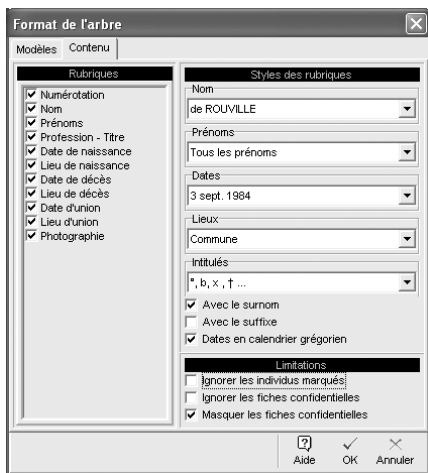 Format de l'arbre
Modèles Contenu
Rubriques
Numérotation
Nom
Prénoms
Profession - Titre
Date de naissance
Lieu de naissance
Date de décès
Lieu de décès
Date d'union
Lieu d'union
Photographie
Styles des rubriques
Nom
de ROUVILLE
Prénoms
Tous les prénoms
Dates
3 sept. 1984
Lieux
Commune
Intitulés
°, b, x , † ...
Avec le surnom
Avec le suffixe
Dates en calendrier grégorien
Limitations
Ignorer les individus marqués
Ignorer les fiches confidentielles
Masquer les fiches confidentielles
Aide OK Annuler